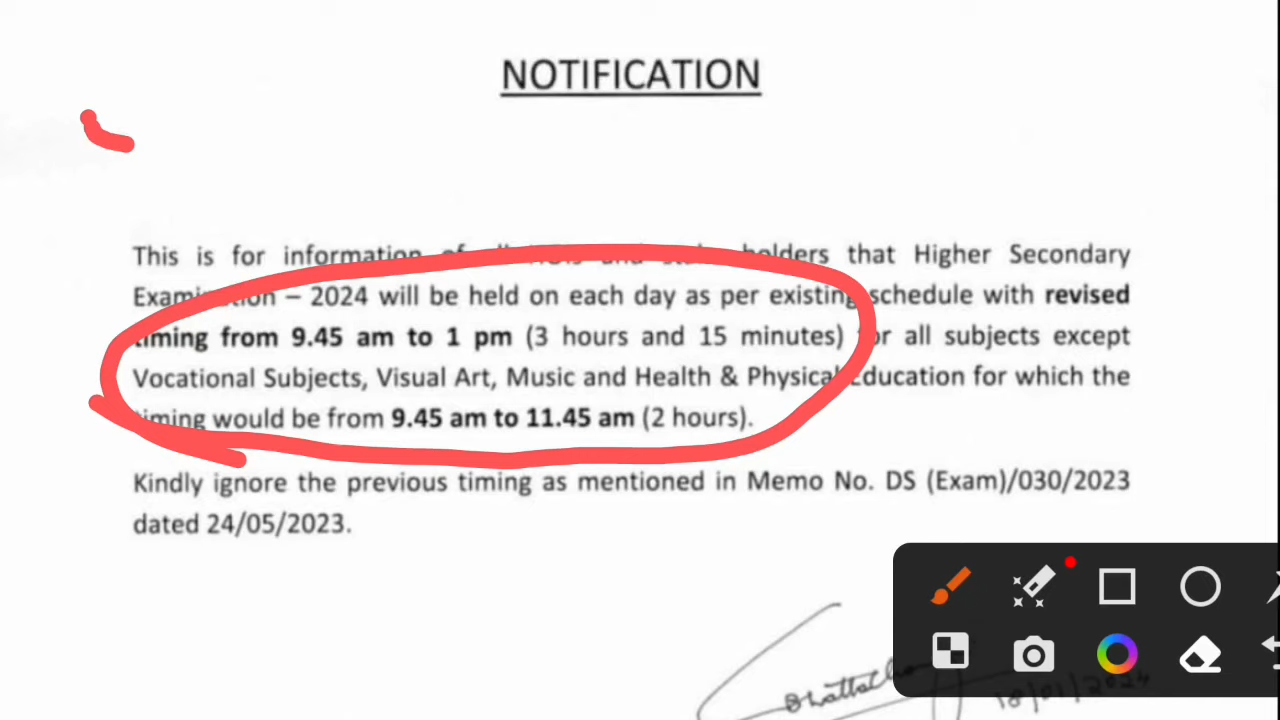 NOTIFICATION
This is for information of and holders that Higher Secondary
Examination – 2024 will be held on each day as per existing schedule with revised
timing from 9.45 am to 1 pm (3 hours and 15 minutes) for all subjects except
Vocational Subjects, Visual Art, Music and Health & Physical Education for which the
timing would be from 9.45 am to 11.45 am (2 hours).
Kindly ignore the previous timing as mentioned in Memo No. DS (Exam)/030/2023
dated 24/05/2023.